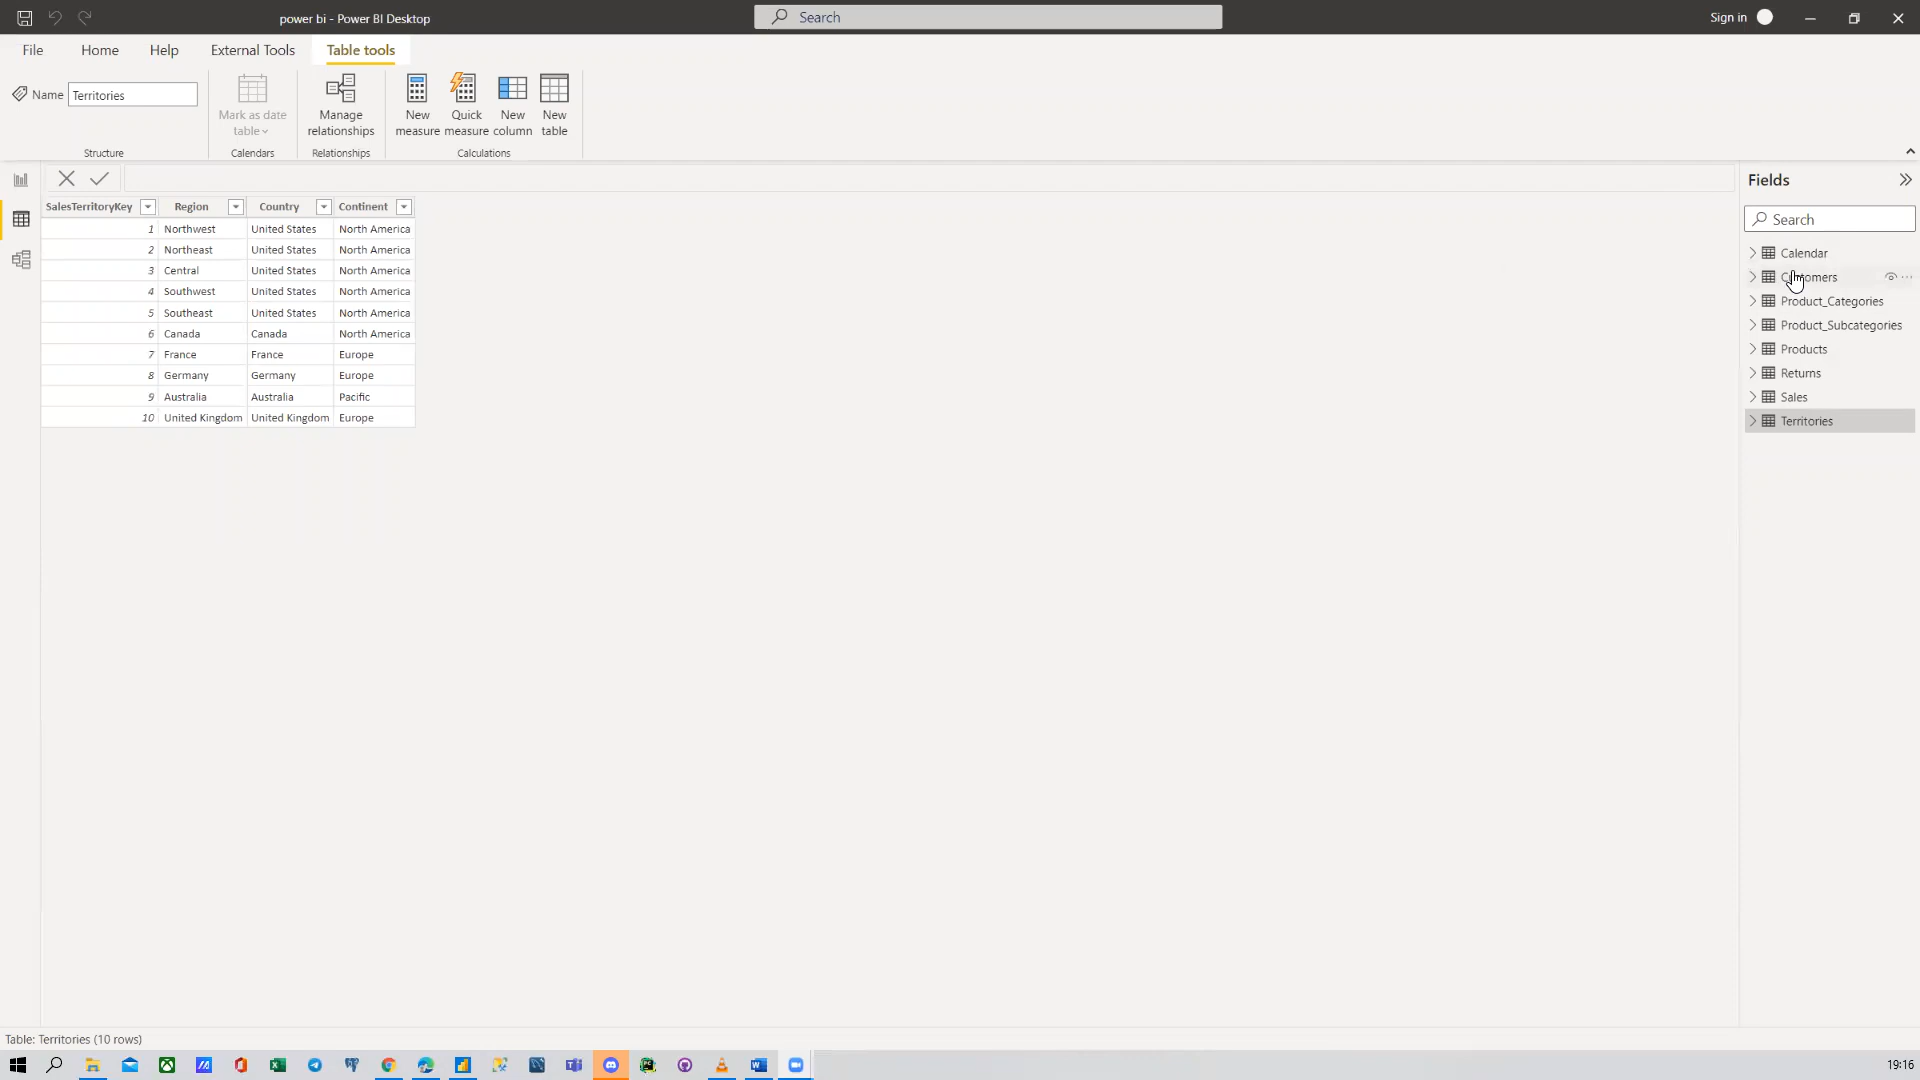 power bi - Power BI Desktop
Search
Sign in
File
Home
Help
External Tools
Table tools
Name
Territories
Mark as date
table
Manage
relationships
New
measure
Quick
measure
New
column
New
table
Structure
Calendars
Relationships
Calculations
SalesTerritoryKey Region Country Continent
1 Northwest United States North America
2 Northeast United States North America
3 Central United States North America
4 Southwest United States North America
5 Southeast United States North America
6 Canada Canada North America
7 France France Europe
8 Germany Germany Europe
9 Australia Australia Pacific
10 United Kingdom United Kingdom Europe
Fields
Search
Calendar
Customers
Product_Categories
Product_Subcategories
Products
Returns
Sales
Territories
Table: Territories (10 rows)
19:16